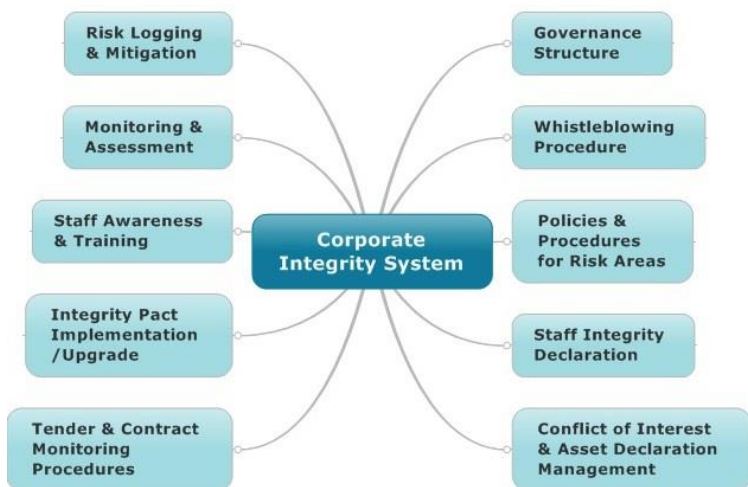 Risk Logging
& Mitigation
Monitoring &
Assessment
Staff Awareness
& Training
Integrity Pact
Implementation
/Upgrade
Tender & Contract
Monitoring
Procedures
Corporate
Integrity System
Governance
Structure
Whistleblowing
Procedure
Policies &
Procedures
for Risk Areas
Staff Integrity
Declaration
Conflict of Interest
& Asset Declaration
Management